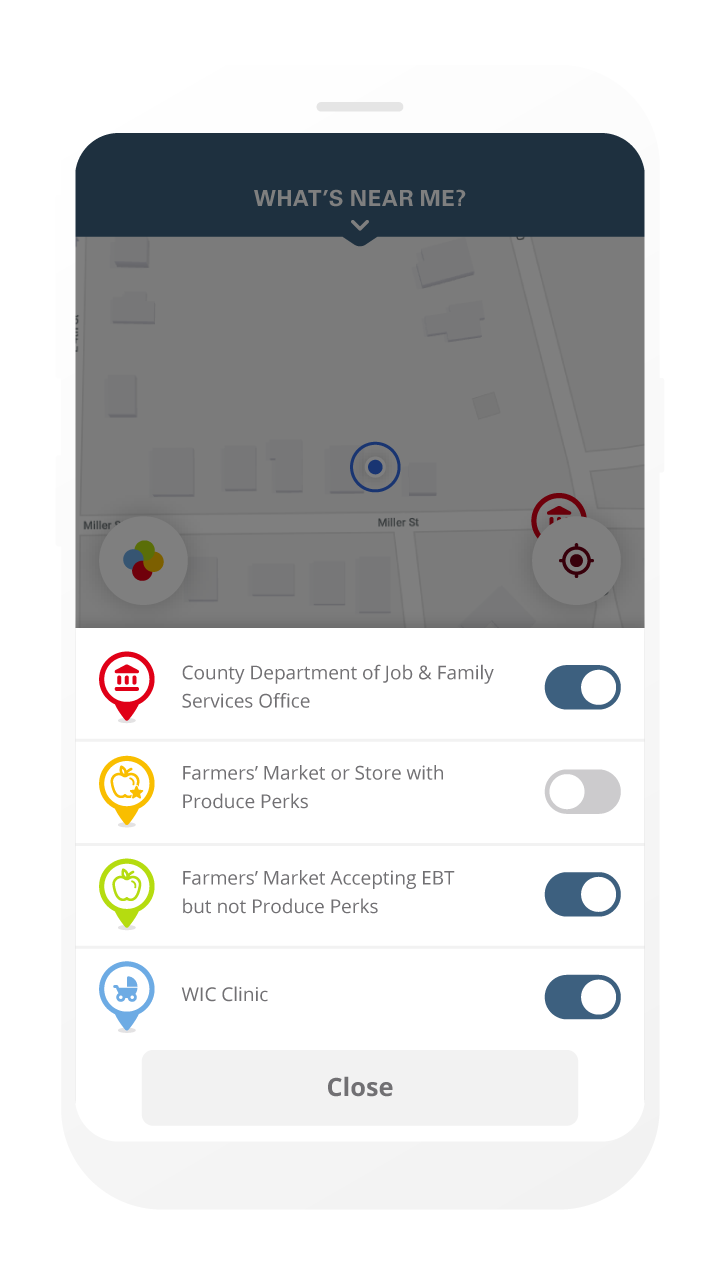 WHAT'S NEAR ME?
Miller St
Miller
County Department of Job & Family
Services Office
Farmers’ Market or Store with
Produce Perks
Farmers’ Market Accepting EBT
but not Produce Perks
WIC Clinic
Close